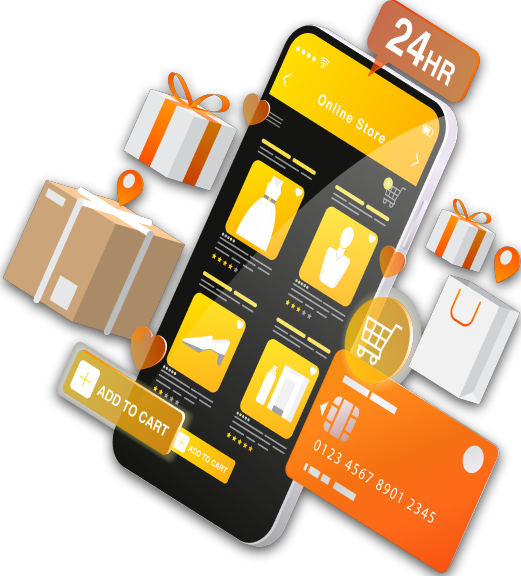 24HR
Online Store
ADD TO CART
ADD TO CART
0123 4567 8901 2345